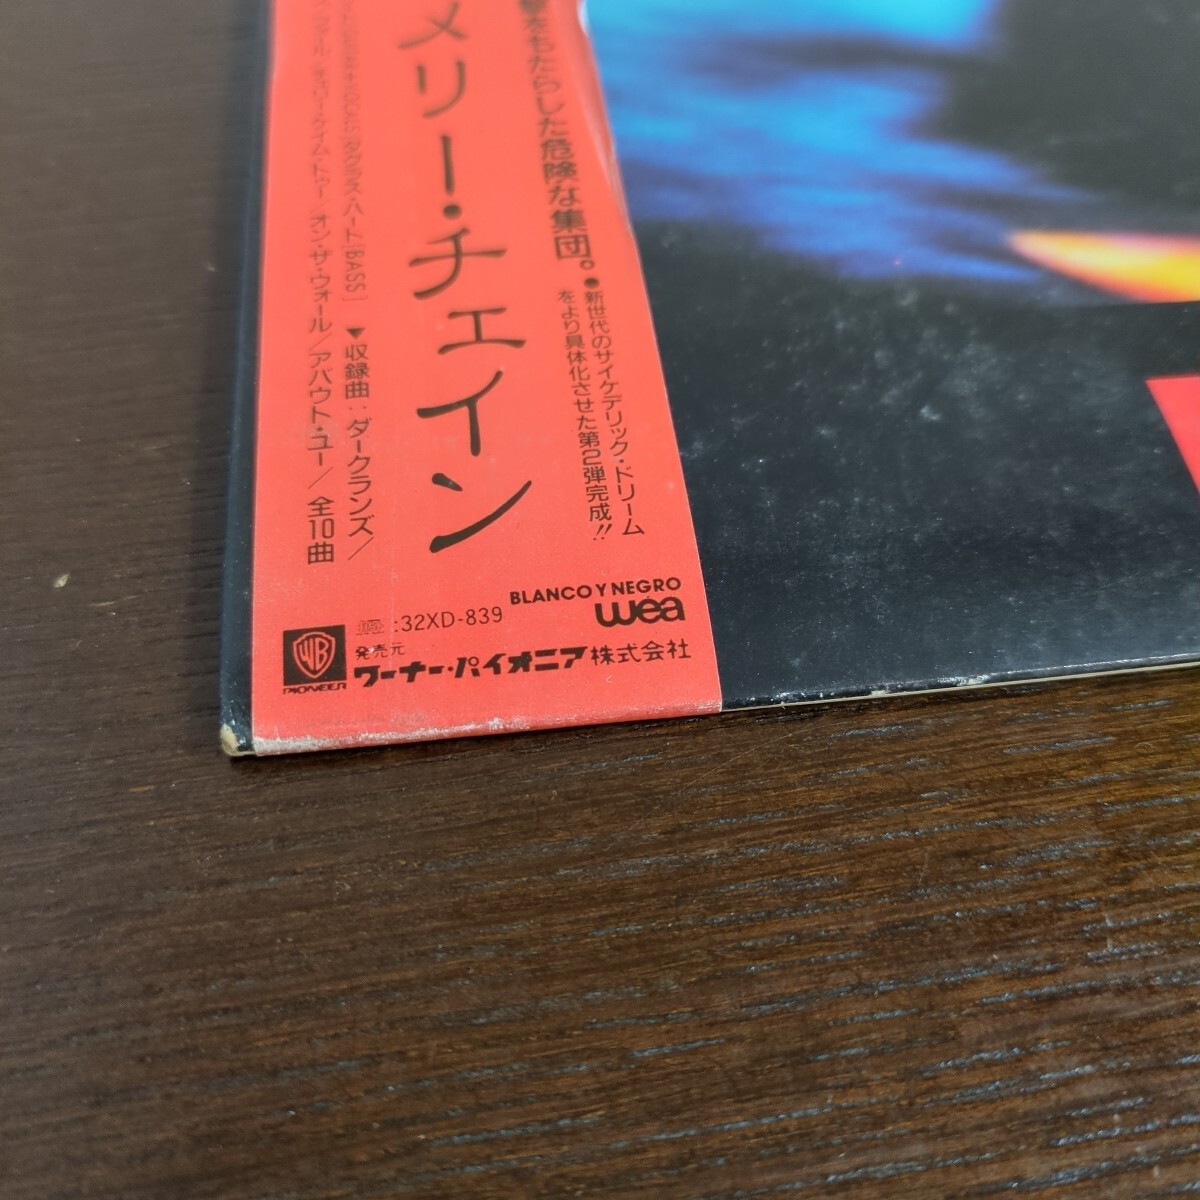 撃をもたらした危険な集団。
●新世代のサイケデリック・ドリーム
をより具体化させた第2弾完成!!
メリー・チェイン
ダグラス・ハート[BASS] ▼収録曲:ダークランズ/
チェリー・ケイム・トゥー/オン・ザ・ウォール/アバウト・ユー/全10曲
BLANCO Y NEGRO
wea
:32XD-839
WB
PIONEER
発売元
ワーナー・パイオニア株式会社